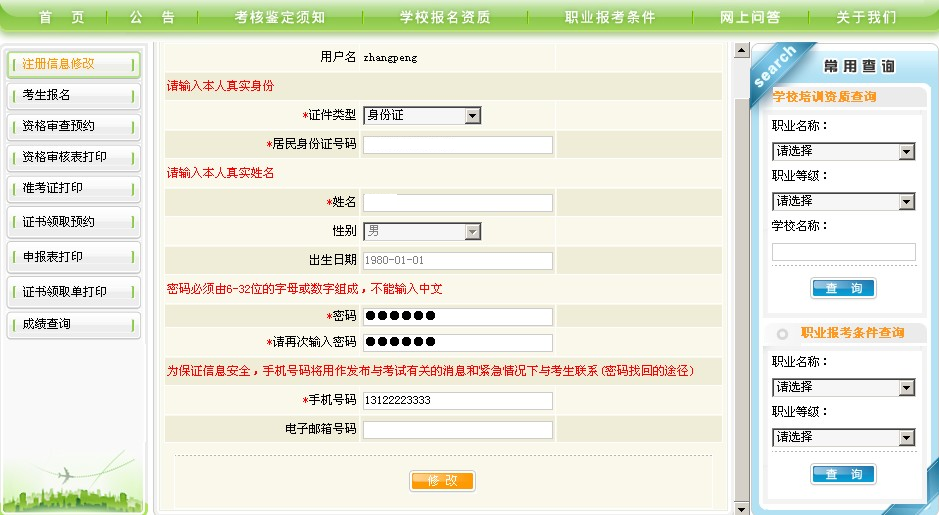 首 页
公 告
考核鉴定须知
学校报名资质
职业报考条件
网上问答
关于我们
注册信息修改
考生报名
资格审查预约
资格审核表打印
准考证打印
证书领取预约
申报表打印
证书领取单打印
成绩查询
用户名 zhangpeng
请输入本人真实身份
*证件类型 身份证
*居民身份证号码
请输入本人真实姓名
*姓名
性别 男
出生日期 1980-01-01
密码必须由6-32位的字母或数字组成，不能输入中文
*密码 ●●●●●●
*请再次输入密码 ●●●●●●
为保证信息安全，手机号码将用作发布与考试有关的消息和紧急情况下与考生联系(密码找回的途径)
*手机号码 13122223333
电子邮箱号码
修 改
search
常用查询
学校培训资质查询
职业名称：
请选择
职业等级：
请选择
学校名称：
查 询
职业报考条件查询
职业名称：
请选择
职业等级：
请选择
查 询